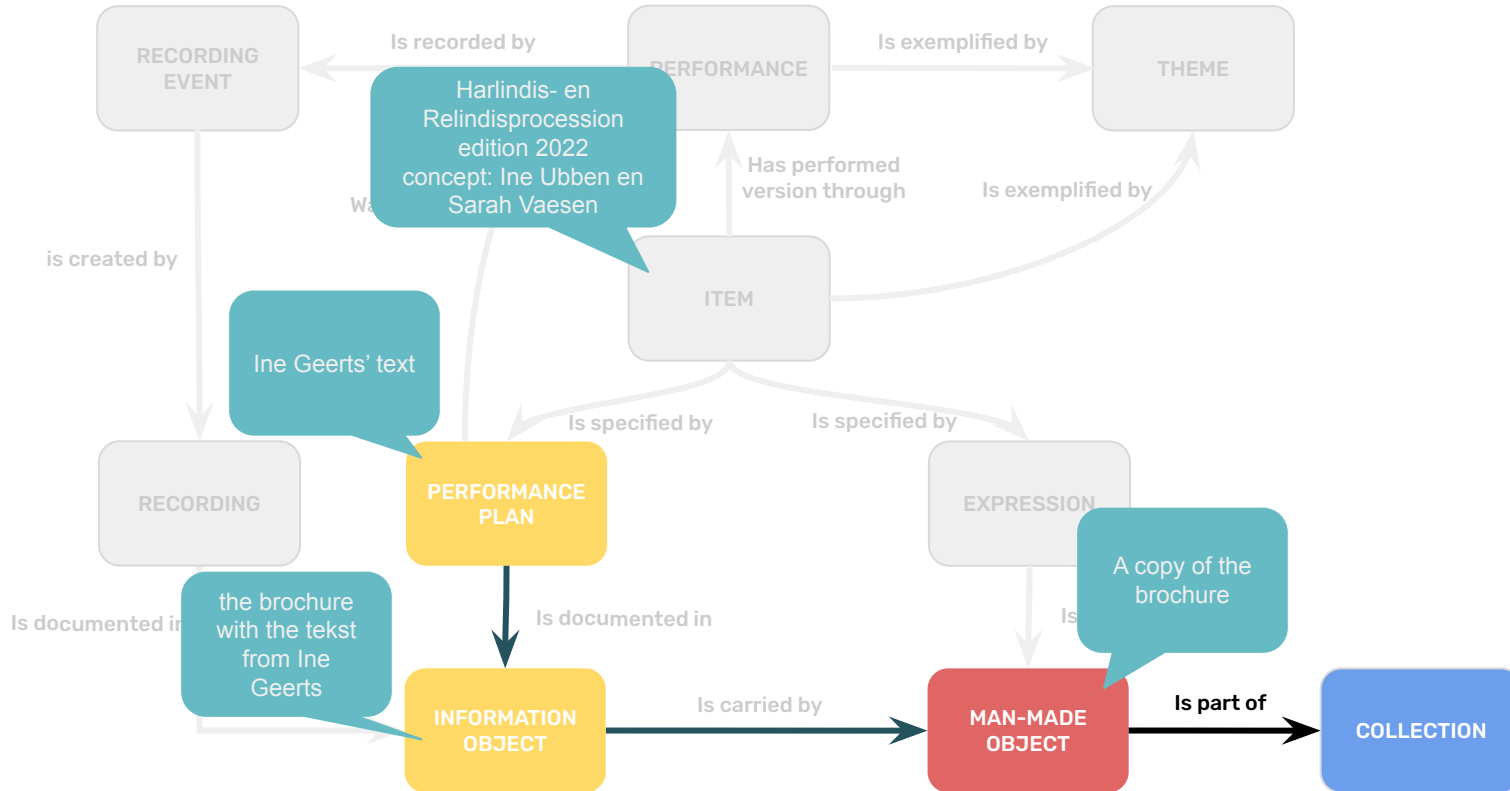 Is recorded by
Is exemplified by
RECORDING
EVENT
PERFORMANCE
THEME
Harlindis- en
Relindisprocession
edition 2022
concept: Ine Ubben en
Sarah Vaesen
Has performed
version through
Is exemplified by
is created by
ITEM
Ine Geerts’ text
Is specified by
Is specified by
RECORDING
PERFORMANCE
PLAN
EXPRESSION
A copy of the
brochure
Is documented in
the brochure
with the tekst
from Ine
Geerts
Is documented in
Is carried by
Is part of
INFORMATION
OBJECT
MAN-MADE
OBJECT
COLLECTION